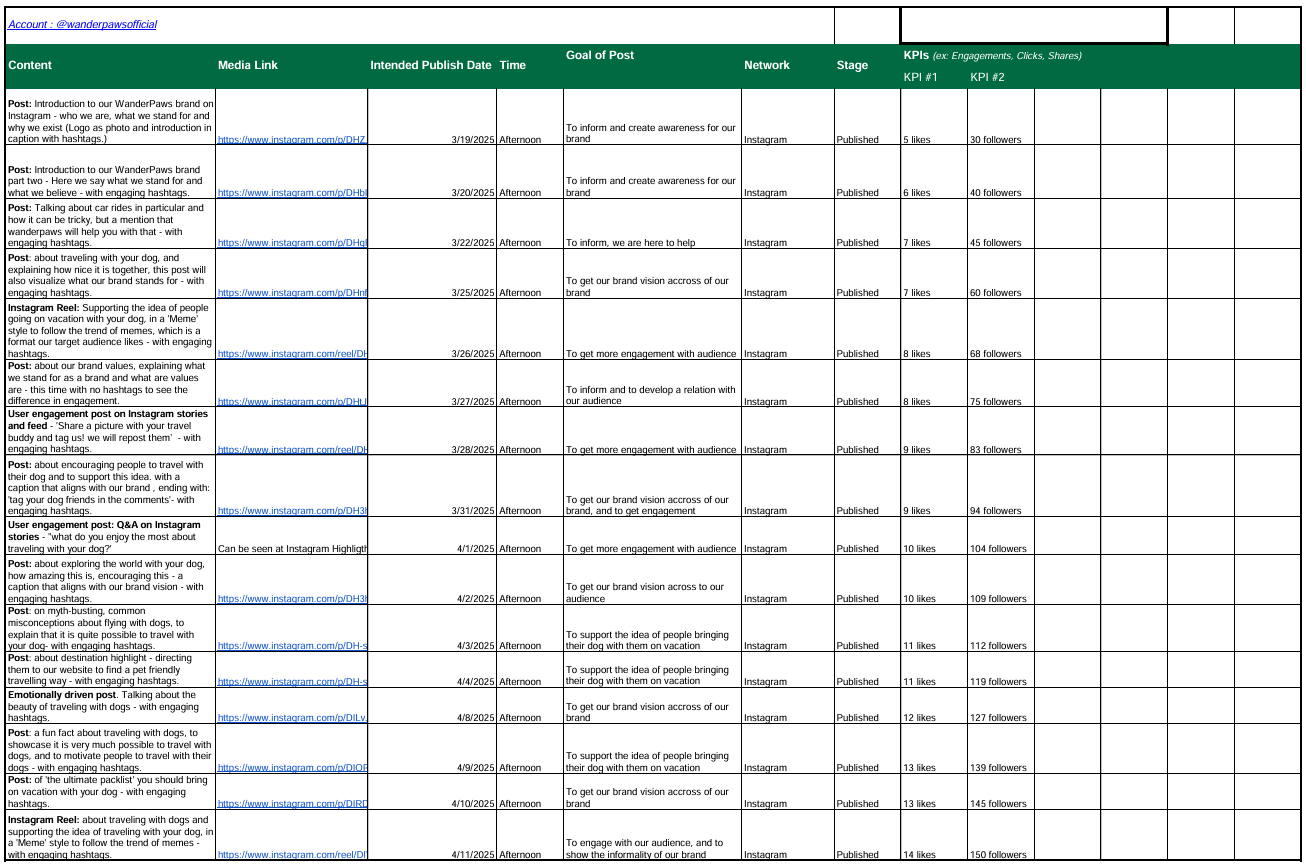 Account : @wanderpawsofficial
Content
Media Link
Intended Publish Date
Time
Goal of Post
Network
Stage
KPIs (ex: Engagements, Clicks, Shares)
KPI #1
KPI #2
Post: Introduction to our WanderPaws brand on
Instagram - who we are, what we stand for and
why we exist (Logo as photo and introduction in
caption with hashtags.)
https://www.instagram.com/p/DHZ
3/19/2025
Afternoon
To inform and create awareness for our
brand
Instagram
Published
5 likes
30 followers
Post: Introduction to our WanderPaws brand
part two - Here we say what we stand for and
what we believe - with engaging hashtags.
https://www.instagram.com/p/DHbl
3/20/2025
Afternoon
To inform and create awareness for our
brand
Instagram
Published
6 likes
40 followers
Post: Talking about car rides in particular and
how it can be tricky, but a mention that
wanderpaws will help you with that - with
engaging hashtags.
https://www.instagram.com/p/DHgl
3/22/2025
Afternoon
To inform, we are here to help
Instagram
Published
7 likes
45 followers
Post: about traveling with your dog, and
explaining how nice it is together, this post will
also visualize what our brand stands for - with
engaging hashtags.
https://www.instagram.com/p/DHnf
3/25/2025
Afternoon
To get our brand vision accross of our
brand
Instagram
Published
7 likes
60 followers
Instagram Reel: Supporting the idea of people
going on vacation with your dog, in a 'Meme'
style to follow the trend of memes, which is a
format our target audience likes - with engaging
hashtags.
https://www.instagram.com/reel/DH
3/26/2025
Afternoon
To get more engagement with audience
Instagram
Published
8 likes
68 followers
Post: about our brand values, explaining what
we stand for as a brand and what are values
are - this time with no hashtags to see the
difference in engagement.
https://www.instagram.com/p/DHtJ
3/27/2025
Afternoon
To inform and to develop a relation with
our audience
Instagram
Published
8 likes
75 followers
User engagement post on Instagram stories
and feed - 'Share a picture with your travel
buddy and tag us! we will repost them' - with
engaging hashtags.
https://www.instagram.com/reel/DH
3/28/2025
Afternoon
To get more engagement with audience
Instagram
Published
9 likes
83 followers
Post: about encouraging people to travel with
their dog and to support this idea. with a
caption that aligns with our brand , ending with:
'tag your dog friends in the comments'- with
engaging hashtags.
https://www.instagram.com/p/DH3l
3/31/2025
Afternoon
To get our brand vision accross of our
brand, and to get engagement
Instagram
Published
9 likes
94 followers
User engagement post: Q&A on Instagram
stories - "what do you enjoy the most about
traveling with your dog?'
Can be seen at Instagram Highligth
4/1/2025
Afternoon
To get more engagement with audience
Instagram
Published
10 likes
104 followers
Post: about exploring the world with your dog,
how amazing this is, encouraging this - a
caption that aligns with our brand vision - with
engaging hashtags.
https://www.instagram.com/p/DH3l
4/2/2025
Afternoon
To get our brand vision across to our
audience
Instagram
Published
10 likes
109 followers
Post: on myth-busting, common
misconceptions about flying with dogs, to
explain that it is quite possible to travel with
your dog- with engaging hashtags.
https://www.instagram.com/p/DH-s
4/3/2025
Afternoon
To support the idea of people bringing
their dog with them on vacation
Instagram
Published
11 likes
112 followers
Post: about destination highlight - directing
them to our website to find a pet friendly
travelling way - with engaging hashtags.
https://www.instagram.com/p/DH-s
4/4/2025
Afternoon
To support the idea of people bringing
their dog with them on vacation
Instagram
Published
11 likes
119 followers
Emotionally driven post. Talking about the
beauty of traveling with dogs - with engaging
hashtags.
https://www.instagram.com/p/DILv
4/8/2025
Afternoon
To get our brand vision accross of our
brand
Instagram
Published
12 likes
127 followers
Post: a fun fact about traveling with dogs, to
showcase it is very much possible to travel with
dogs, and to motivate people to travel with their
dogs - with engaging hashtags.
https://www.instagram.com/p/DIOF
4/9/2025
Afternoon
To support the idea of people bringing
their dog with them on vacation
Instagram
Published
13 likes
139 followers
Post: of 'the ultimate packlist' you should bring
on vacation with your dog - with engaging
hashtags.
https://www.instagram.com/p/DIRD
4/10/2025
Afternoon
To get our brand vision accross of our
brand
Instagram
Published
13 likes
145 followers
Instagram Reel: about traveling with dogs and
supporting the idea of traveling with your dog, in
a 'Meme' style to follow the trend of memes -
with engaging hashtags.
https://www.instagram.com/reel/DI
4/11/2025
Afternoon
To engage with our audience, and to
show the informality of our brand
Instagram
Published
14 likes
150 followers